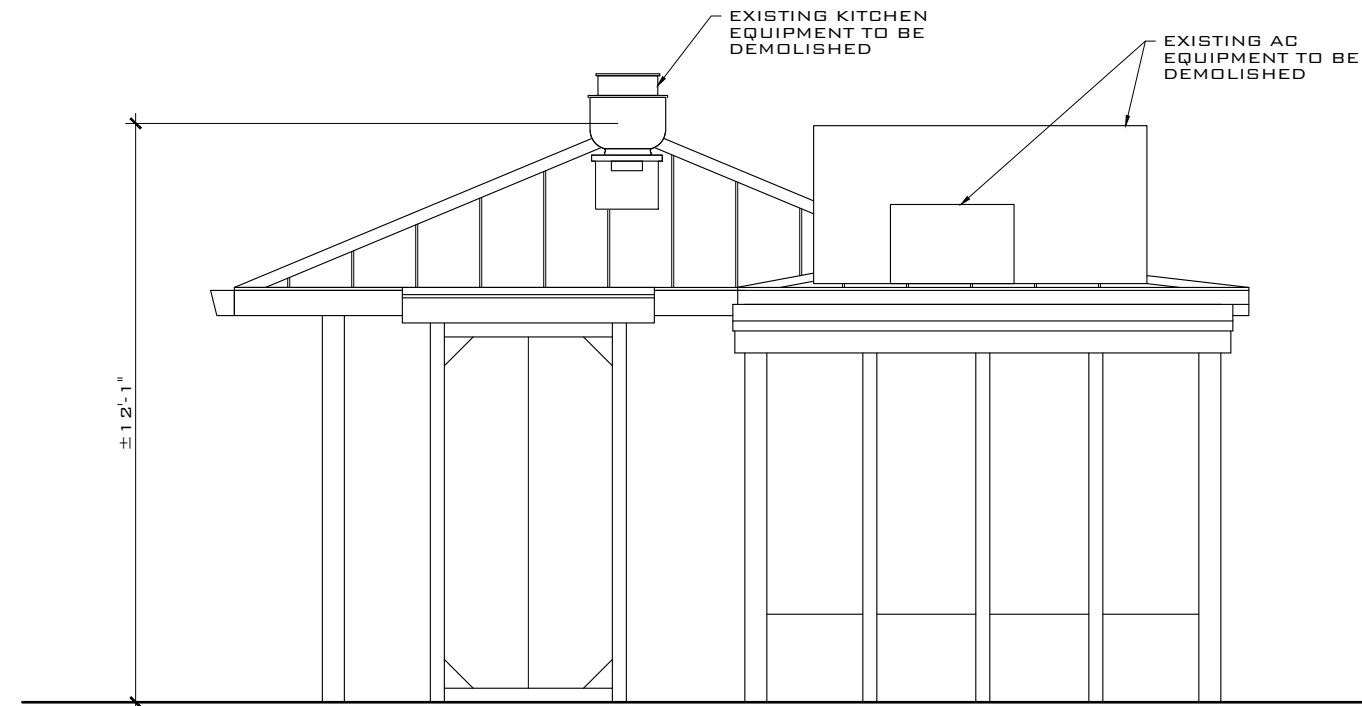 EXISTING KITCHEN
EQUIPMENT TO BE
DEMOLISHED
EXISTING AC
EQUIPMENT TO BE
DEMOLISHED
±12'-1"